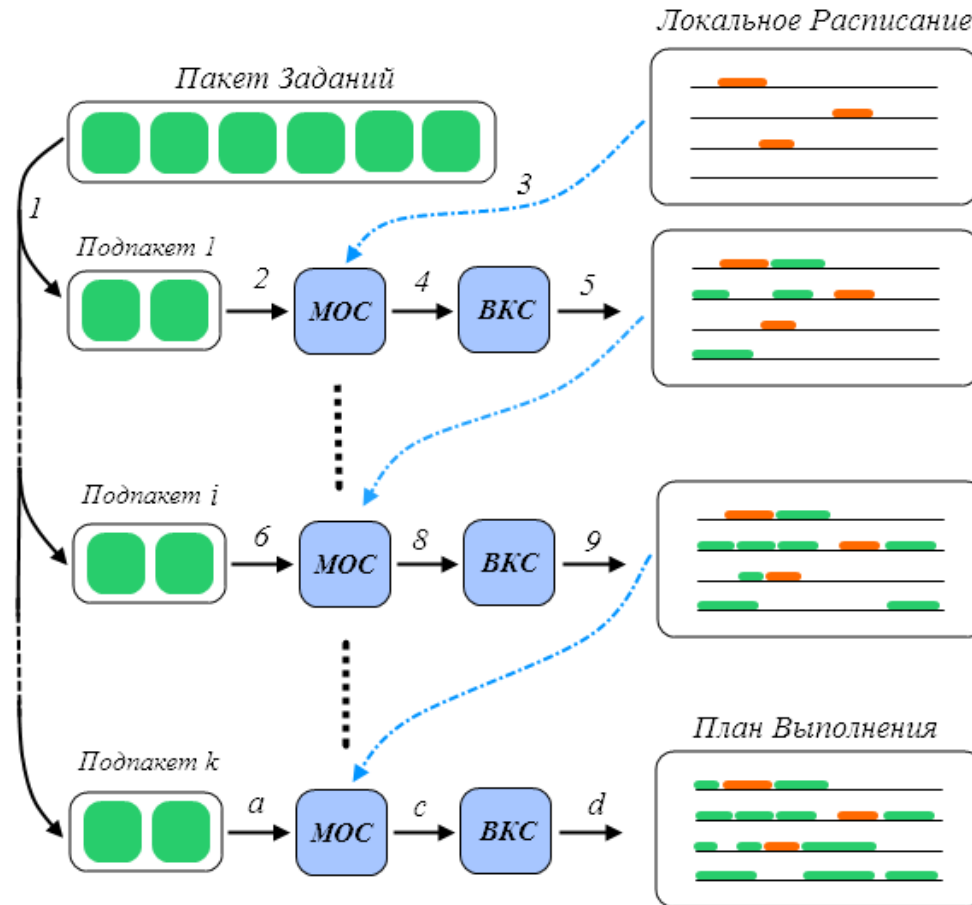 Локальное Расписание
Пакет Заданий
1
3
Подпакет 1
2
МОС
4
ВКС
5
Подпакет i
6
МОС
8
ВКС
9
План Выполнения
Подпакет k
a
МОС
c
ВКС
d